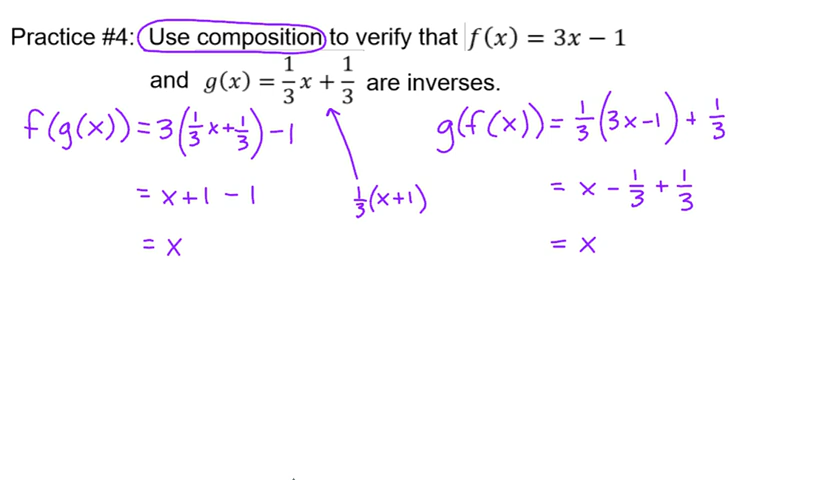 Practice #4: Use composition to verify that f(x) = 3x − 1
and g(x) = 1/3 x + 1/3 are inverses.
f(g(x)) = 3(1/3 x + 1/3) − 1
= x + 1 − 1
= x
1/3(x+1)
g(f(x)) = 1/3(3x−1) + 1/3
= x − 1/3 + 1/3
= x